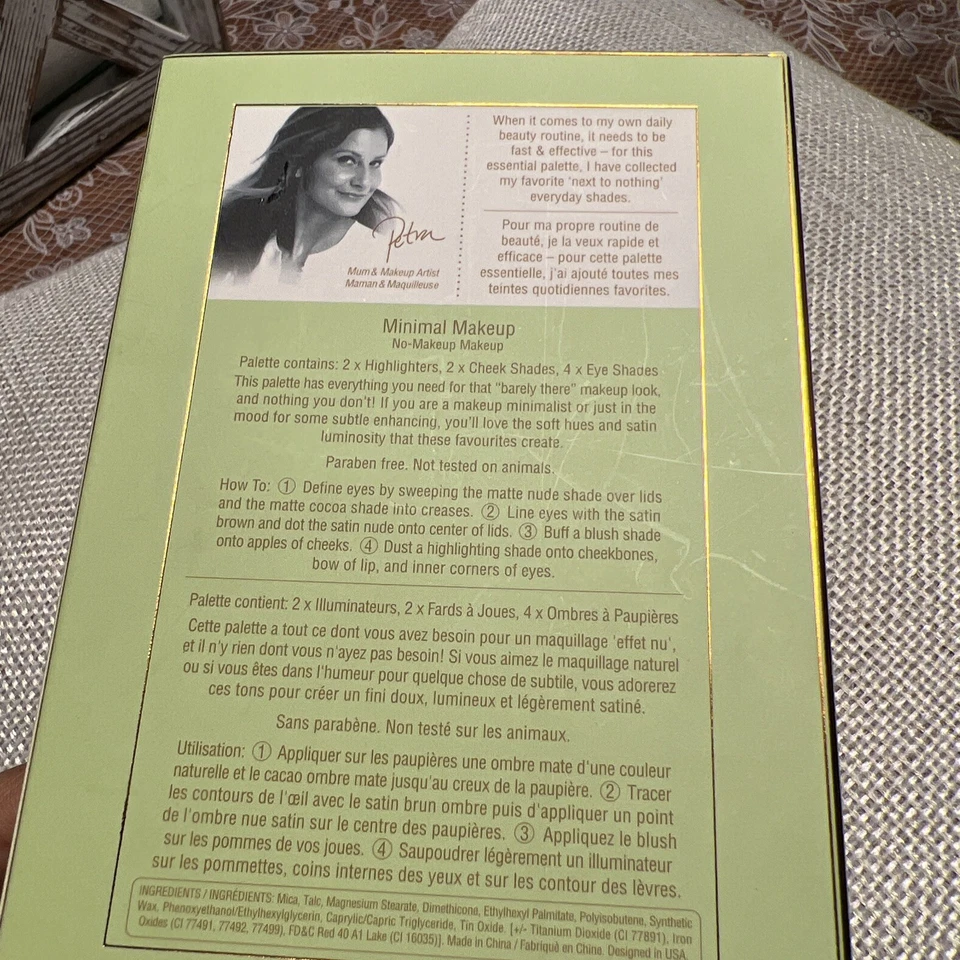 When it comes to my own daily
beauty routine, it needs to be
fast & effective – for this
essential palette, I have collected
my favorite 'next to nothing'
everyday shades.
Petra
Mum & Makeup Artist
Maman & Maquilleuse
Pour ma propre routine de
beauté, je la veux rapide et
efficace – pour cette palette
essentielle, j'ai ajouté toutes mes
teintes quotidiennes favorites.
Minimal Makeup
No-Makeup Makeup
Palette contains: 2 x Highlighters, 2 x Cheek Shades, 4 x Eye Shades
This palette has everything you need for that “barely there” makeup look,
and nothing you don't! If you are a makeup minimalist or just in the
mood for some subtle enhancing, you'll love the soft hues and satin
luminosity that these favourites create.
Paraben free. Not tested on animals.
How To: ① Define eyes by sweeping the matte nude shade over lids
and the matte cocoa shade into creases. ② Line eyes with the satin
brown and dot the satin nude onto center of lids. ③ Buff a blush shade
onto apples of cheeks. ④ Dust a highlighting shade onto cheekbones,
bow of lip, and inner corners of eyes.
Palette contient: 2 x Illuminateurs, 2 x Fards à Joues, 4 x Ombres à Paupières
Cette palette a tout ce dont vous avez besoin pour un maquillage 'effet nu',
et il n'y rien dont vous n'ayez pas besoin! Si vous aimez le maquillage naturel
ou si vous êtes dans l'humeur pour quelque chose de subtile, vous adorerez
ces tons pour créer un fini doux, lumineux et légèrement satiné.
Sans parabène. Non testé sur les animaux.
Utilisation: ① Appliquer sur les paupières une ombre mate d'une couleur
naturelle et le cacao ombre mate jusqu'au creux de la paupière. ② Tracer
les contours de l'œil avec le satin brun ombre puis d'appliquer un point
de l'ombre nue satin sur le centre des paupières. ③ Appliquez le blush
sur les pommes de vos joues. ④ Saupoudrer légèrement un illuminateur
sur les pommettes, coins internes des yeux et sur les contour des lèvres.
INGREDIENTS / INGRÉDIENTS: Mica, Talc, Magnesium Stearate, Dimethicone, Ethylhexyl Palmitate, Polyisobutene, Synthetic
Wax, Phenoxyethanol/Ethylhexylglycerin, Caprylic/Capric Triglyceride, Tin Oxide. [+/- Titanium Dioxide (CI 77891), Iron
Oxides (CI 77491, 77492, 77499), FD&C Red 40 A1 Lake (CI 16035)]. Made in China / Fabriqué en Chine. Designed in USA.